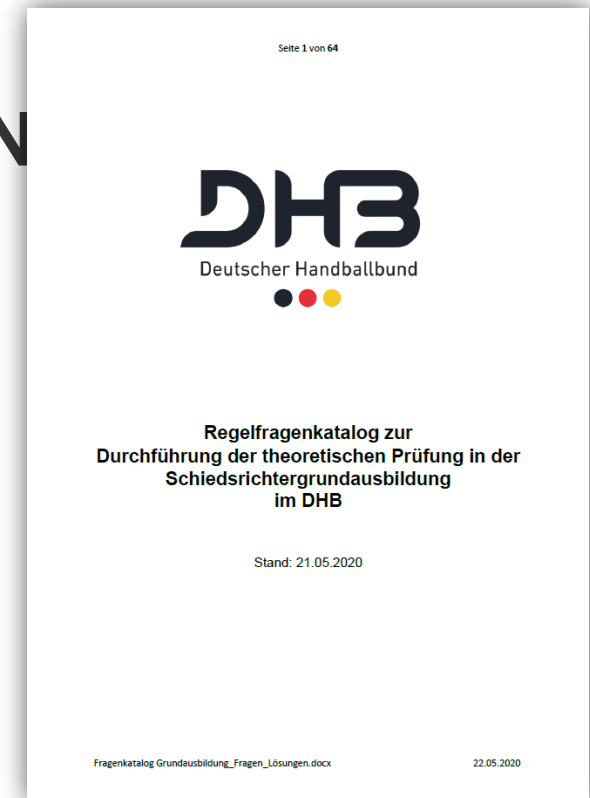 Seite 1 von 64
N
DHB
Deutscher Handballbund
Regelfragenkatalog zur
Durchführung der theoretischen Prüfung in der
Schiedsrichtergrundausbildung
im DHB
Stand: 21.05.2020
Fragenkatalog Grundausbildung_Fragen_Lösungen.docx 22.05.2020